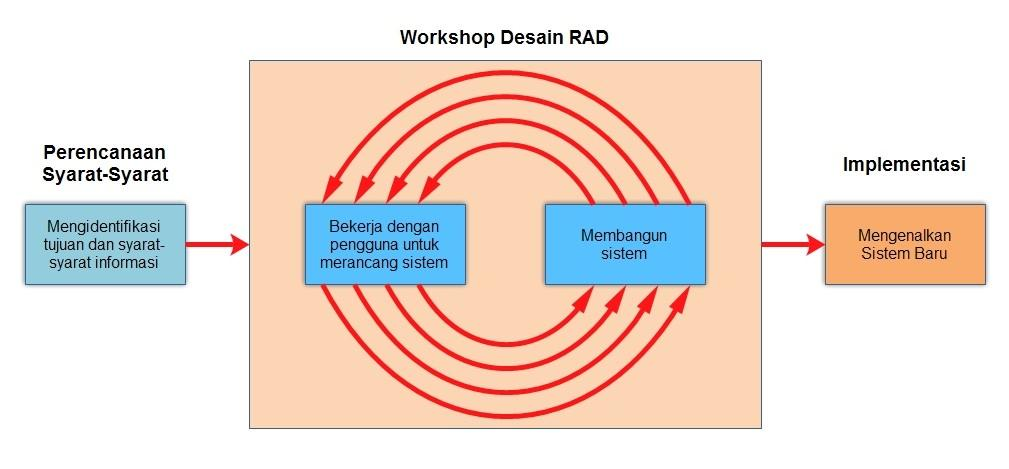 Workshop Desain RAD
Perencanaan
Syarat-Syarat
Mengidentifikasi
tujuan dan syarat-
syarat informasi
Bekerja dengan
pengguna untuk
merancang sistem
Membangun
sistem
Implementasi
Mengenalkan
Sistem Baru